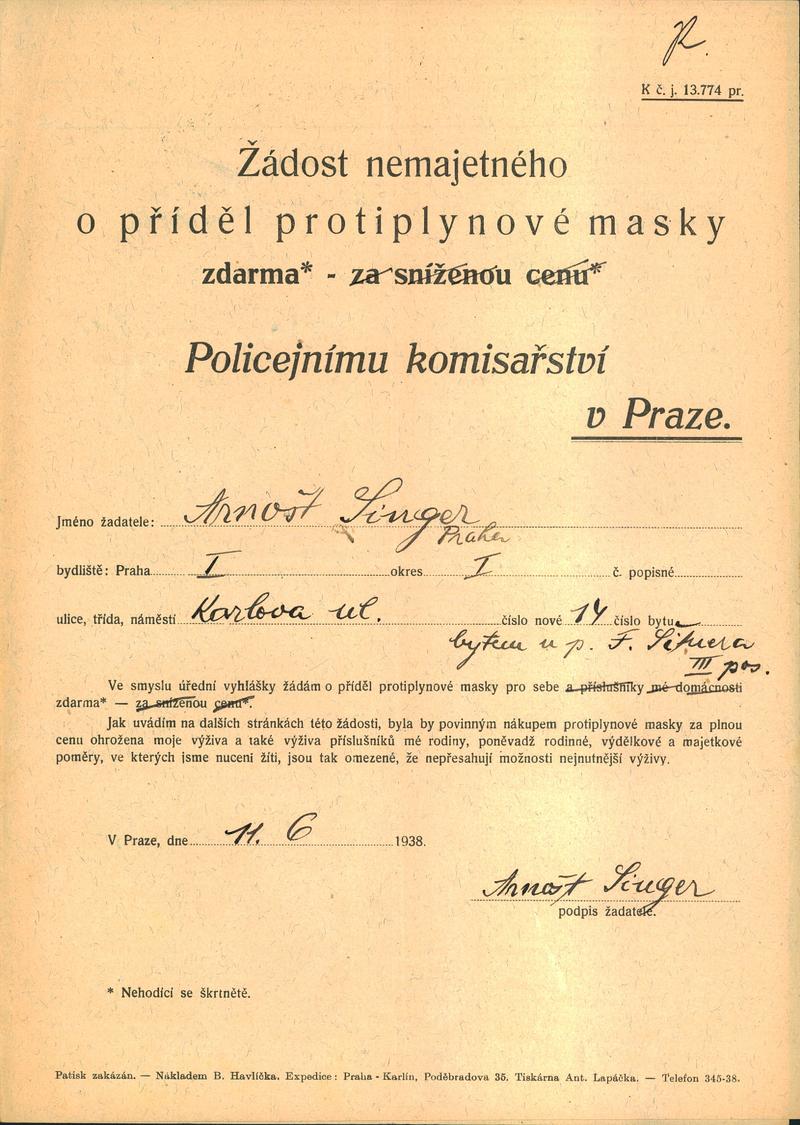 K č. j. 13.774 pr.
Žádost nemajetného
o příděl protiplynové masky
zdarma* - za sníženou cenu*
Policejnímu komisařství
v Praze.
Jméno žadatele: Arnošt Singer
Praha
bydliště: Praha I okres I č. popisné
ulice, třída, náměstí Karlova ul. číslo nové 14 číslo bytu
bytem u p. F.
III pos.
Ve smyslu úřední vyhlášky žádám o příděl protiplynové masky pro sebe a příslušníky mé domácnosti
zdarma* — za sníženou cenu*.
Jak uvádím na dalších stránkách této žádosti, byla by povinným nákupem protiplynové masky za plnou
cenu ohrožena moje výživa a také výživa příslušníků mé rodiny, poněvadž rodinné, výdělkové a majetkové
poměry, ve kterých jsme nuceni žíti, jsou tak omezené, že nepřesahují možnosti nejnutnější výživy.
V Praze, dne 11. 6 1938.
Arnošt Singer
podpis žadatele.
* Nehodící se škrtnětě.
Patisk zakázán. — Nákladem B. Havlíčka. Expedice: Praha - Karlín, Poděbradova 35. Tiskárna Ant. Lapáčka. — Telefon 345-38.